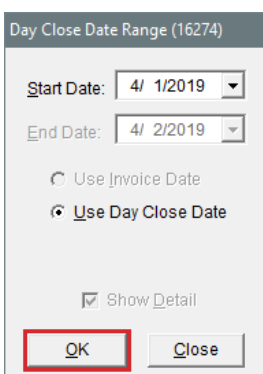 Day Close Date Range (16274)
Start Date: 4/ 1/2019
End Date: 4/ 2/2019
Use Invoice Date
Use Day Close Date
Show Detail
OK Close